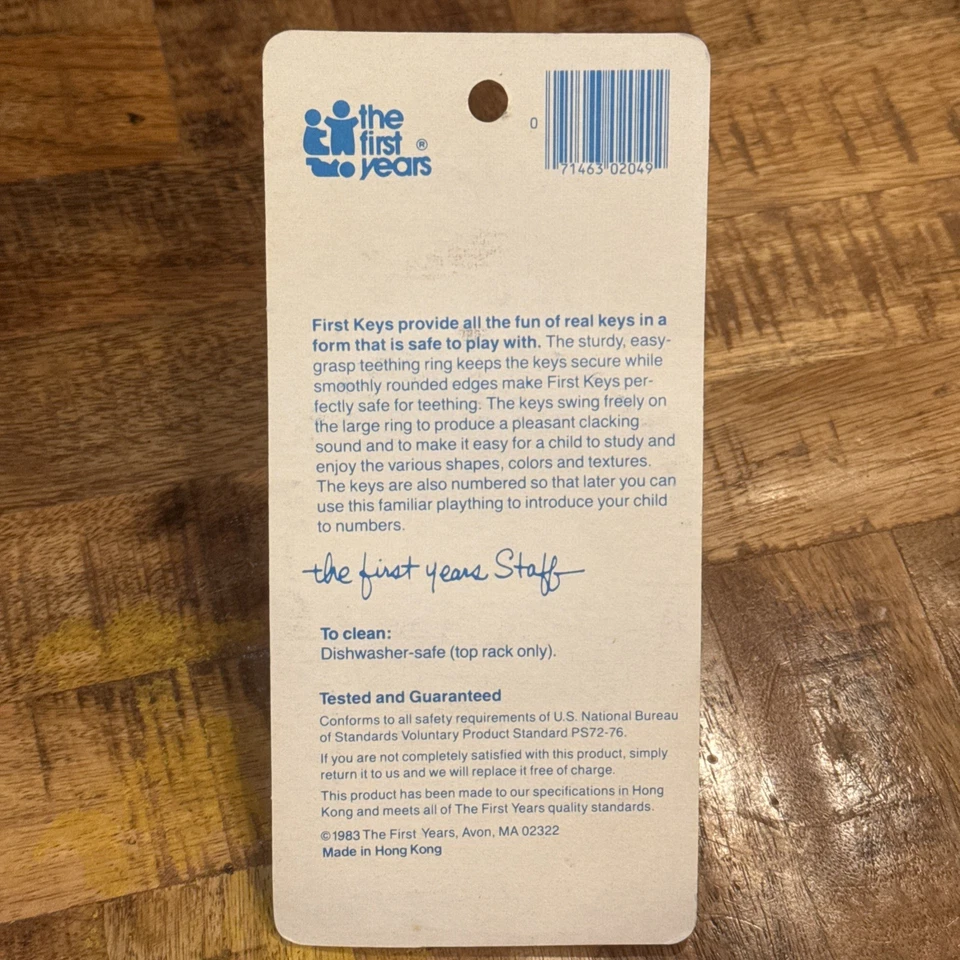 the
first ®
years
0
71463 02049
First Keys provide all the fun of real keys in a
form that is safe to play with. The sturdy, easy-
grasp teething ring keeps the keys secure while
smoothly rounded edges make First Keys per-
fectly safe for teething. The keys swing freely on
the large ring to produce a pleasant clacking
sound and to make it easy for a child to study and
enjoy the various shapes, colors and textures.
The keys are also numbered so that later you can
use this familiar plaything to introduce your child
to numbers.
the first years Staff
To clean:
Dishwasher-safe (top rack only).
Tested and Guaranteed
Conforms to all safety requirements of U.S. National Bureau
of Standards Voluntary Product Standard PS72-76.
If you are not completely satisfied with this product, simply
return it to us and we will replace it free of charge.
This product has been made to our specifications in Hong
Kong and meets all of The First Years quality standards.
©1983 The First Years, Avon, MA 02322
Made in Hong Kong